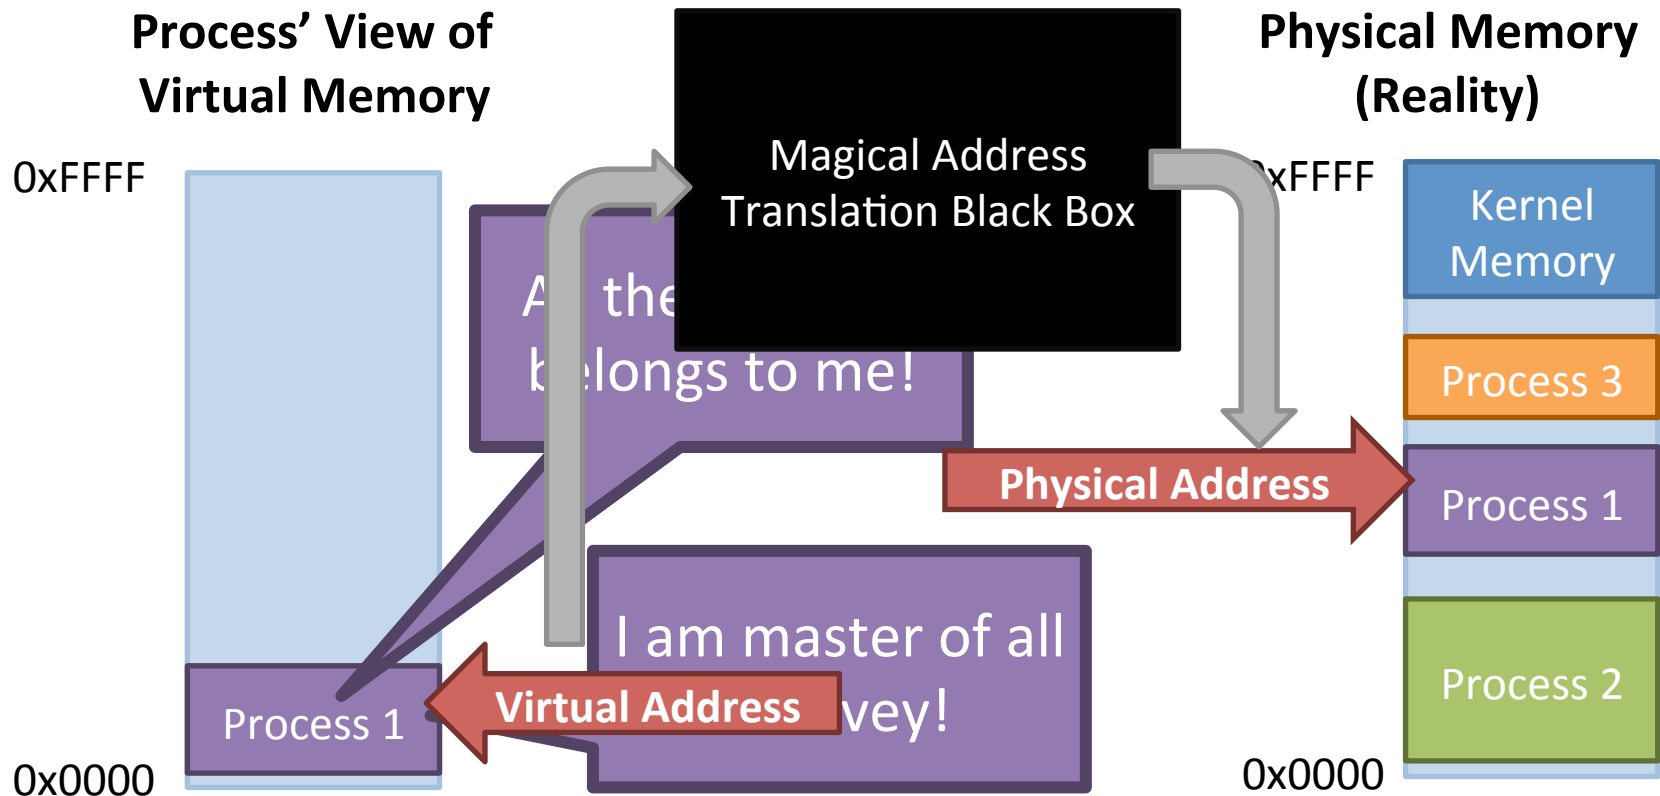 Process’ View of
Virtual Memory
0xFFFF
Process 1
0x0000
the
belongs to me!
I am master of all
Virtual Address
Magical Address
Translation Black Box
Physical Address
Physical Memory
(Reality)
xFFFF
Kernel
Memory
Process 3
Process 1
Process 2
0x0000